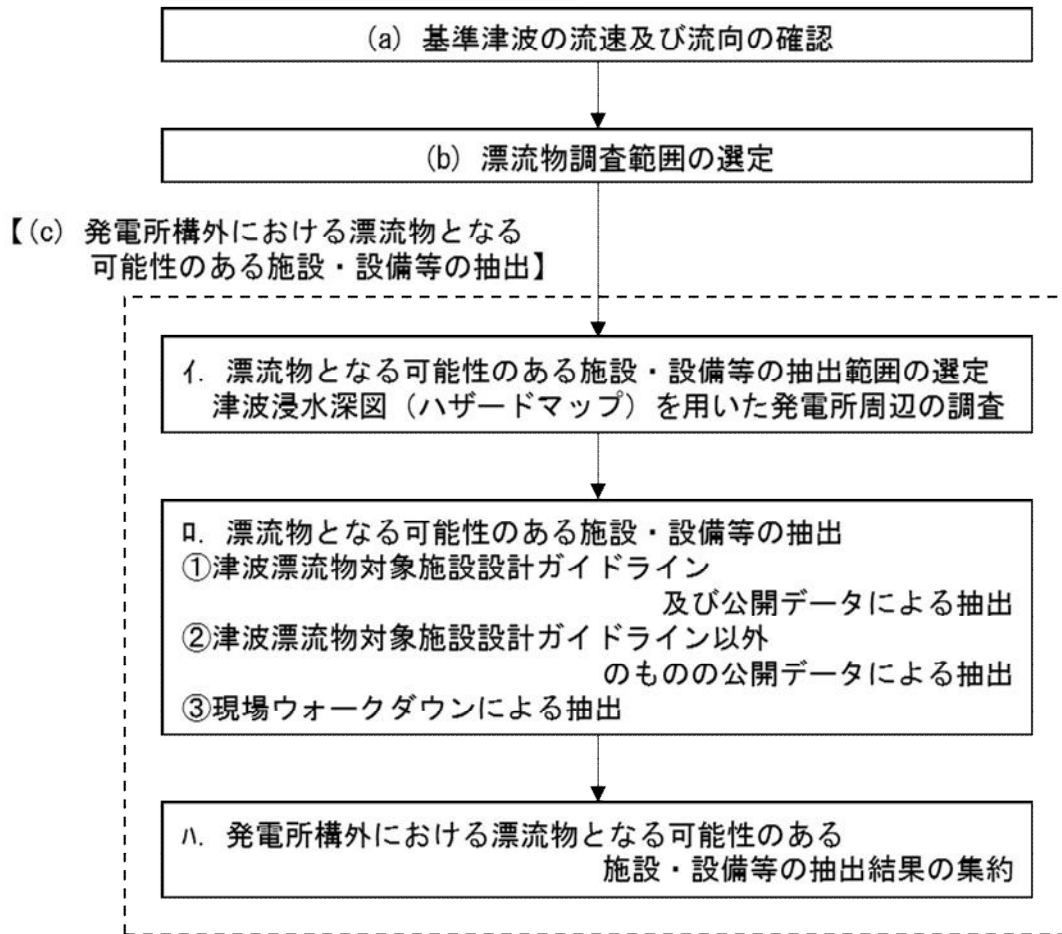 (a) 基準津波の流速及び流向の確認
(b) 漂流物調査範囲の選定
【(c) 発電所構外における漂流物となる
可能性のある施設・設備等の抽出】
ｲ. 漂流物となる可能性のある施設・設備等の抽出範囲の選定
津波浸水深図（ハザードマップ）を用いた発電所周辺の調査
ﾛ. 漂流物となる可能性のある施設・設備等の抽出
①津波漂流物対象施設設計ガイドライン
及び公開データによる抽出
②津波漂流物対象施設設計ガイドライン以外
のものの公開データによる抽出
③現場ウォークダウンによる抽出
ﾊ. 発電所構外における漂流物となる可能性のある
施設・設備等の抽出結果の集約